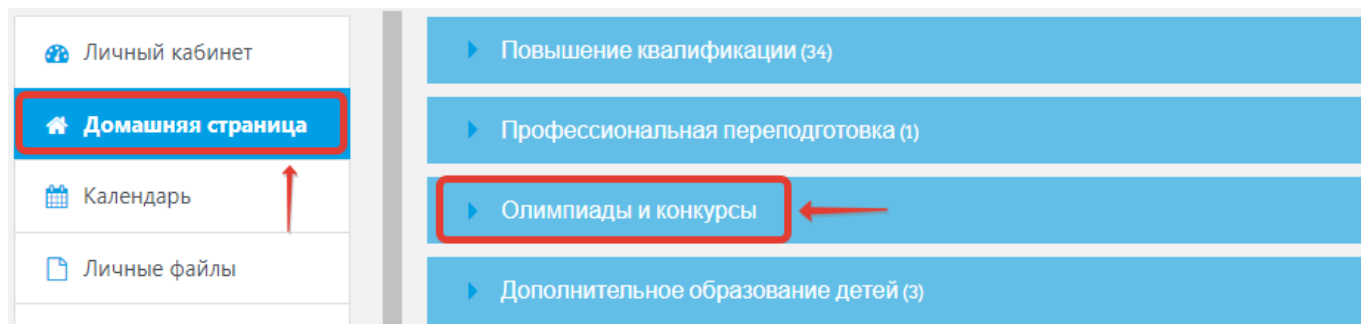 Личный кабинет
Домашняя страница
Календарь
Личные файлы
Повышение квалификации (34)
Профессиональная переподготовка (1)
Олимпиады и конкурсы
Дополнительное образование детей (3)